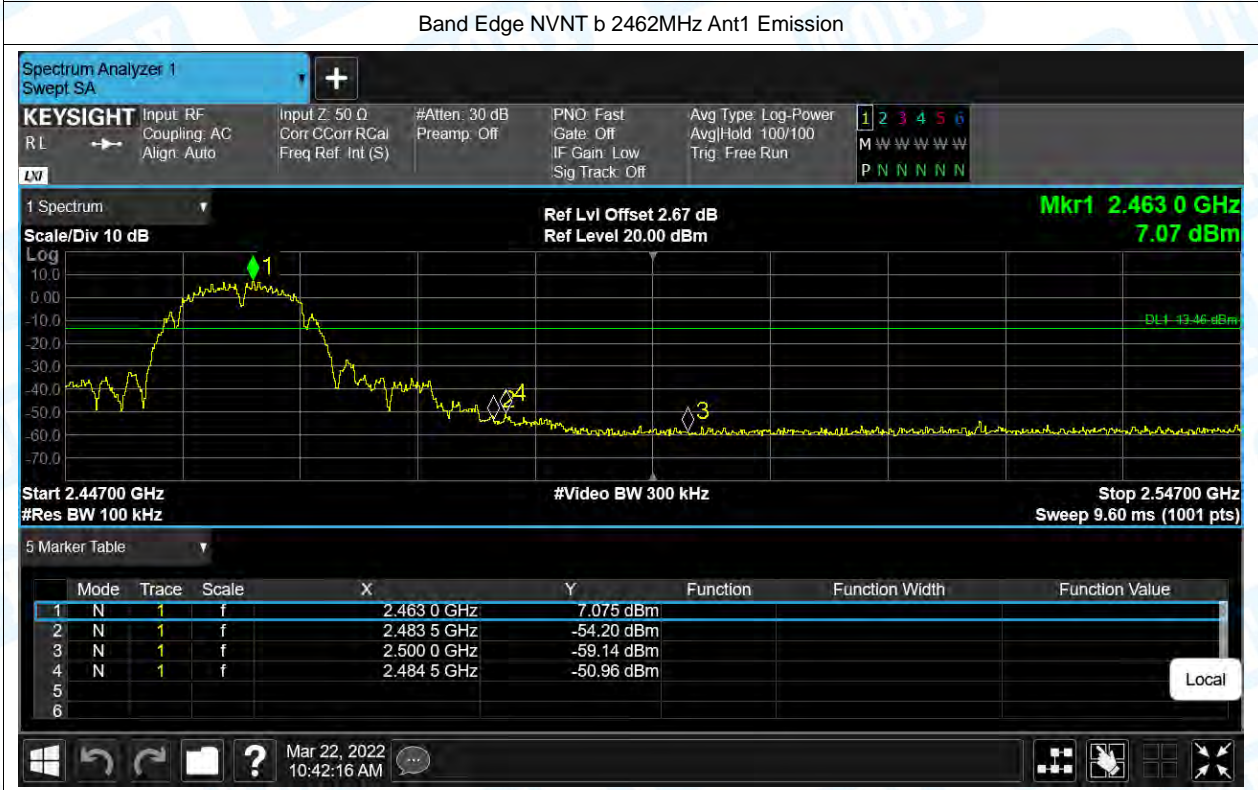 Band Edge NVNT b 2462MHz Ant1 Emission
Spectrum Analyzer 1
Swept SA
+
KEYSIGHT
RL
LXI
Input: RF
Coupling: AC
Align: Auto
Input Z: 50 Ω
Corr CCorr RCal
Freq Ref: Int (S)
#Atten: 30 dB
Preamp: Off
PNO: Fast
Gate: Off
IF Gain: Low
Sig Track: Off
Avg Type: Log-Power
Avg|Hold: 100/100
Trig: Free Run
1 2 3 4 5 6
M W W W W W
P N N N N N
1 Spectrum
Scale/Div 10 dB
Ref Lvl Offset 2.67 dB
Ref Level 20.00 dBm
Mkr1 2.463 0 GHz
7.07 dBm
Log
10.0
0.00
-10.0
-20.0
-30.0
-40.0
-50.0
-60.0
-70.0
1
2
4
3
DL1 -13.46 dBm
Start 2.44700 GHz
#Res BW 100 kHz
#Video BW 300 kHz
Stop 2.54700 GHz
Sweep 9.60 ms (1001 pts)
5 Marker Table
Mode Trace Scale X Y Function Function Width Function Value
1 N 1 f 2.463 0 GHz 7.075 dBm
2 N 1 f 2.483 5 GHz -54.20 dBm
3 N 1 f 2.500 0 GHz -59.14 dBm
4 N 1 f 2.484 5 GHz -50.96 dBm
5
6
Local
?
Mar 22, 2022
10:42:16 AM